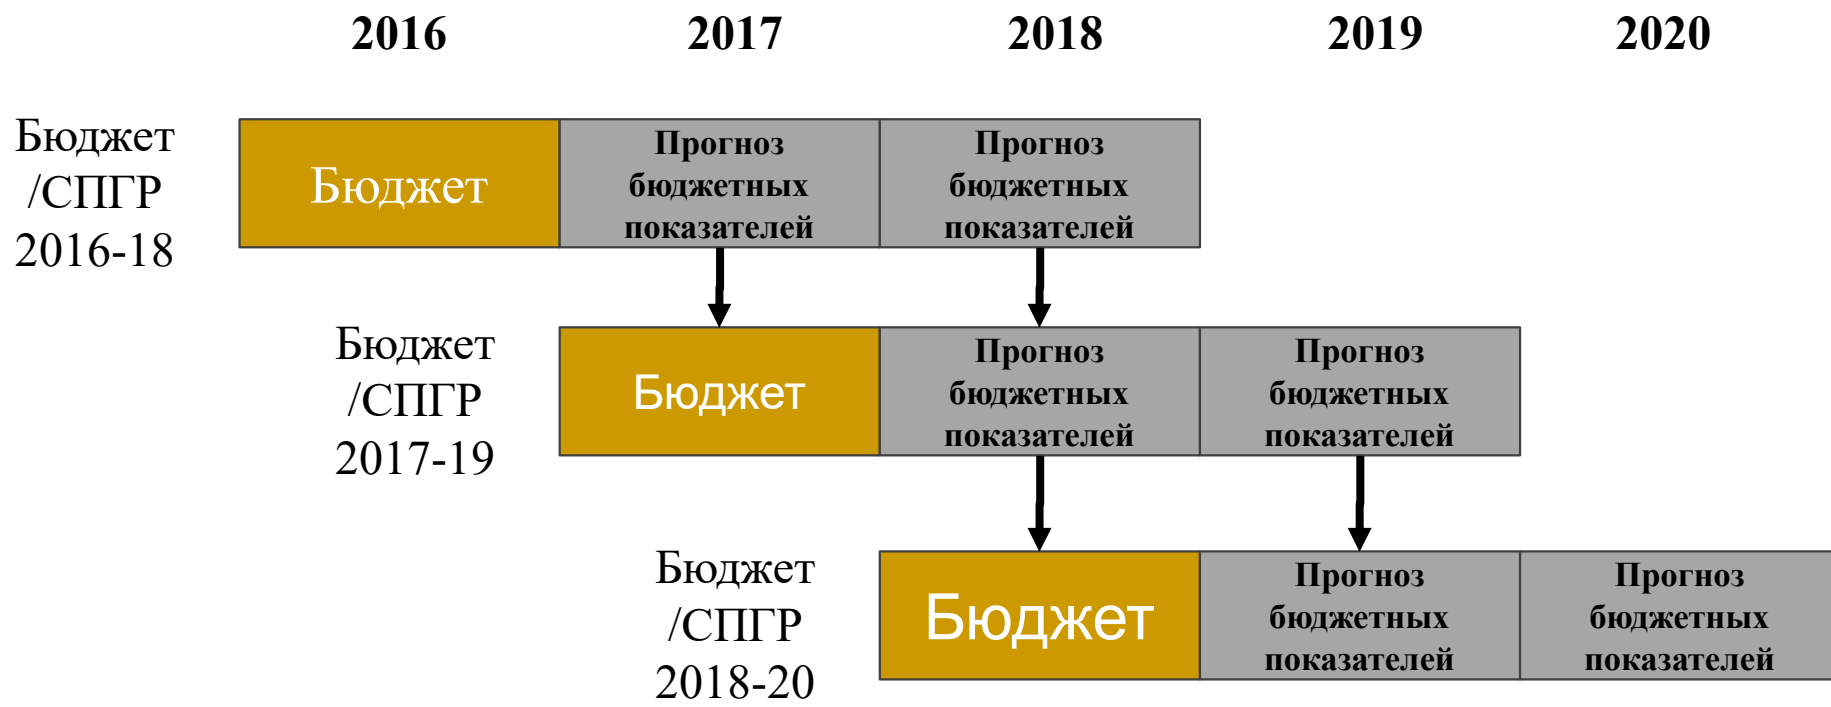 2016 2017 2018 2019 2020
Бюджет
/СПГР
2016-18
Бюджет
Прогноз
бюджетных
показателей
Прогноз
бюджетных
показателей
Бюджет
/СПГР
2017-19
Бюджет
Прогноз
бюджетных
показателей
Прогноз
бюджетных
показателей
Бюджет
/СПГР
2018-20
Бюджет
Прогноз
бюджетных
показателей
Прогноз
бюджетных
показателей